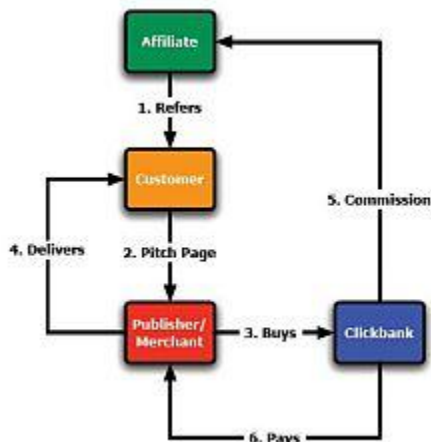 Affiliate
1. Refers
Customer
5. Commission
4. Delivers
2. Pitch Page
Publisher/
Merchant
3. Buys
Clickbank
6. Pays